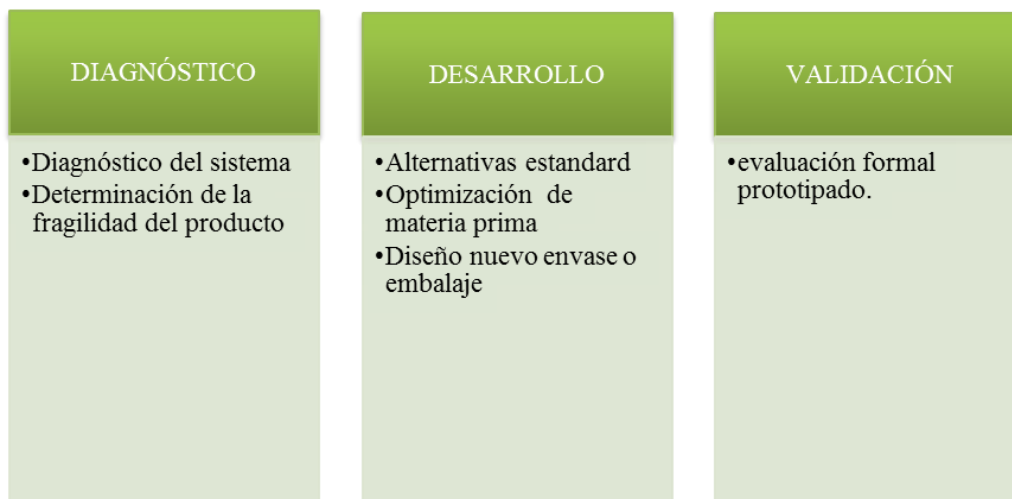 DIAGNÓSTICO
•Diagnóstico del sistema
•Determinación de la
fragilidad del producto
DESARROLLO
•Alternativas estandard
•Optimización de
materia prima
•Diseño nuevo envase o
embalaje
VALIDACIÓN
•evaluación formal
prototipado.